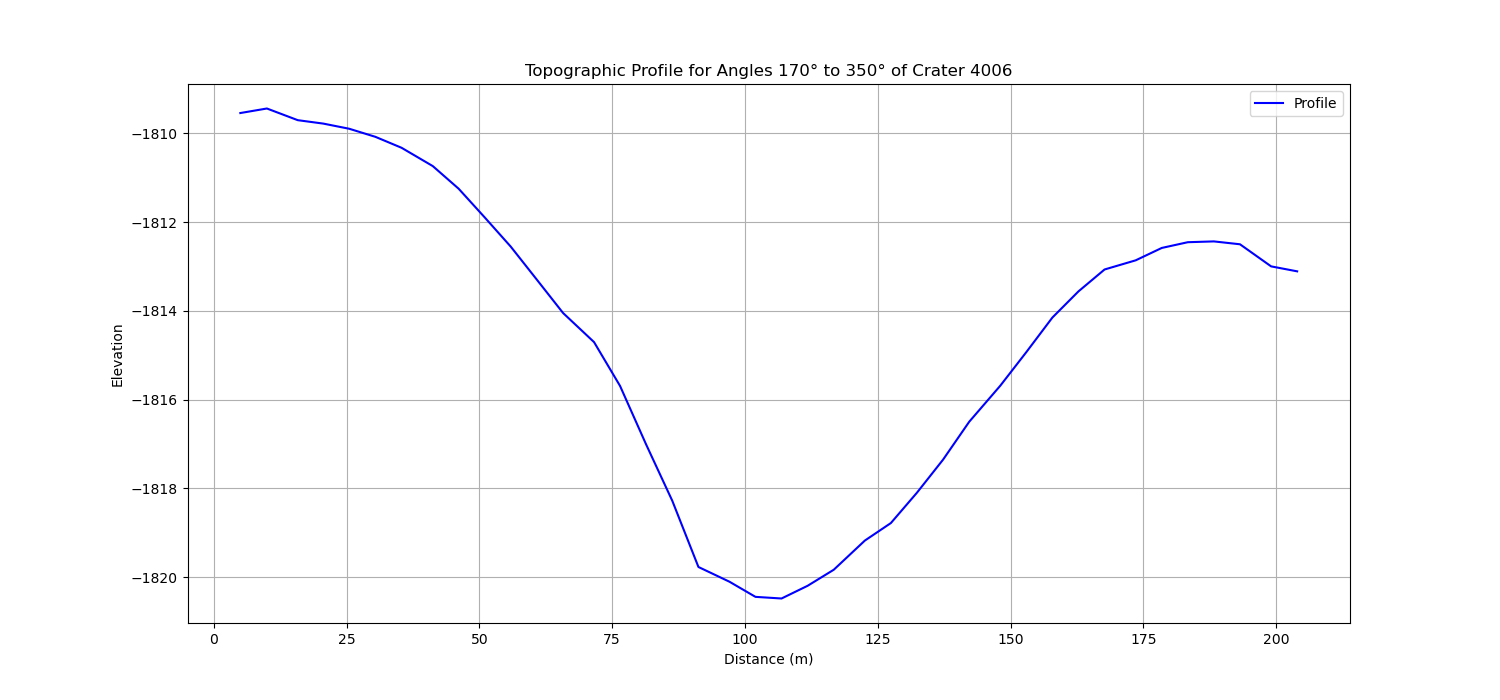 Topographic Profile for Angles 170° to 350° of Crater 4006
Profile
−1810
−1812
−1814
−1816
−1818
−1820
Elevation
0 25 50 75 100 125 150 175 200
Distance (m)